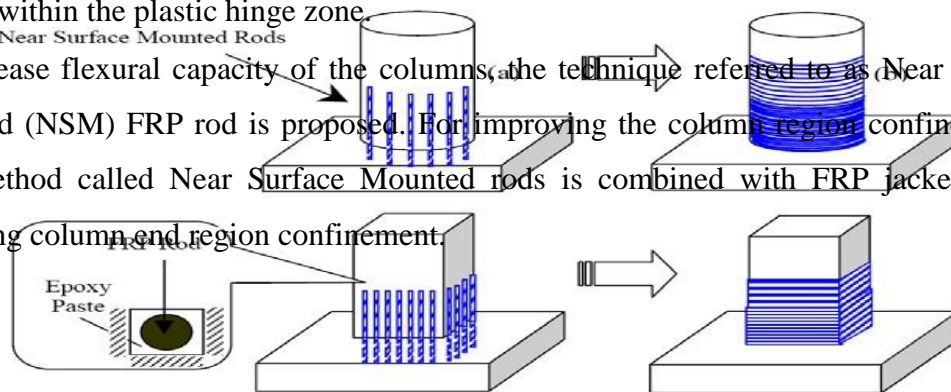 within the plastic hinge zone.
Near Surface Mounted Rods
ease flexural capacity of the columns, the technique referred to as Near
(a)
(b)
d (NSM) FRP rod is proposed. For improving the column region confin
ethod called Near Surface Mounted rods is combined with FRP jacke
ng column end region confinement.
FRP Rod
Epoxy
Paste